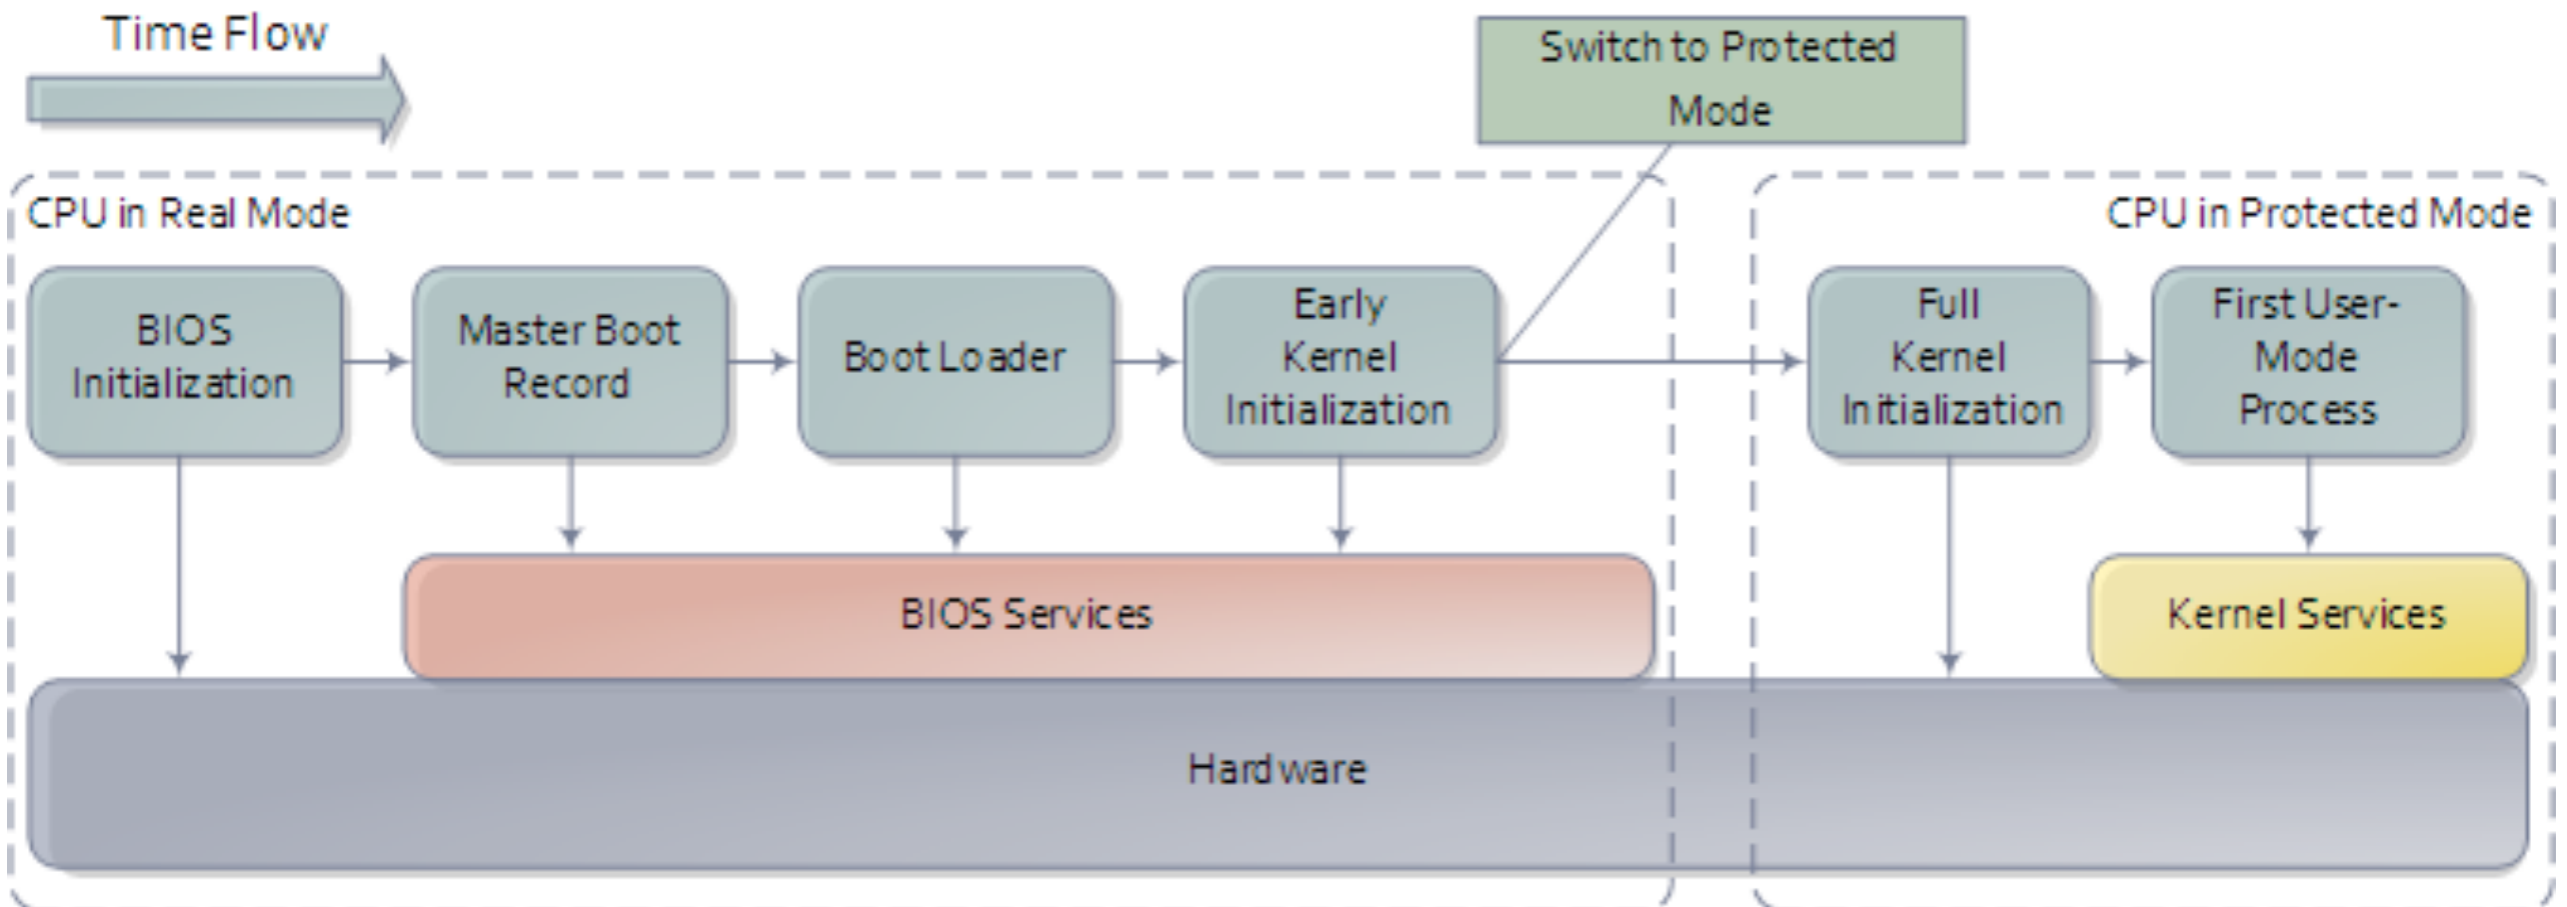 Time Flow
Switch to Protected
Mode
CPU in Real Mode
CPU in Protected Mode
BIOS
Initialization
Master Boot
Record
Boot Loader
Early
Kernel
Initialization
Full
Kernel
Initialization
First User-
Mode
Process
BIOS Services
Kernel Services
Hardware